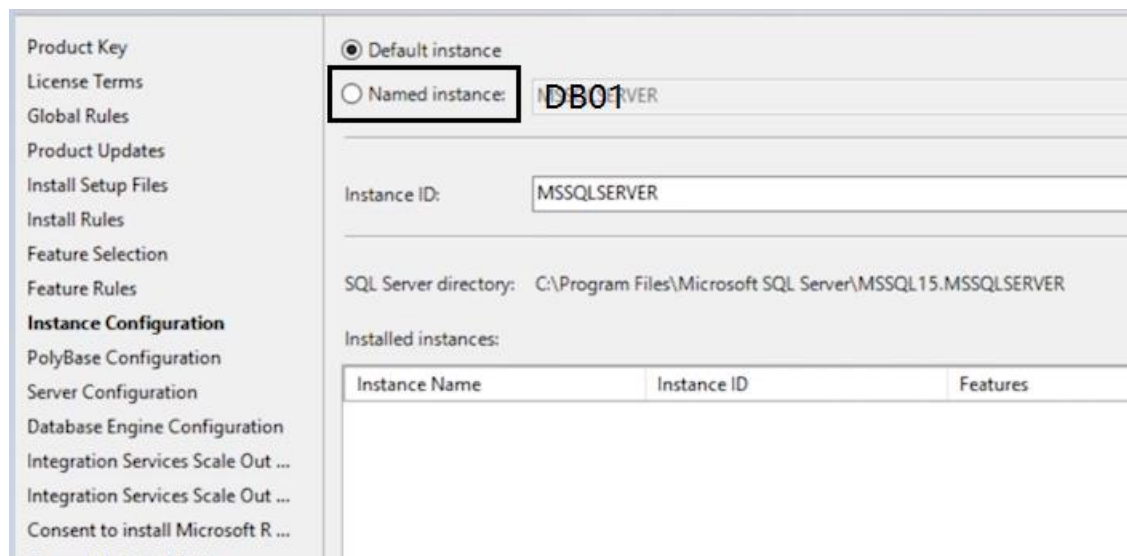 Product Key
License Terms
Global Rules
Product Updates
Install Setup Files
Install Rules
Feature Selection
Feature Rules
Instance Configuration
PolyBase Configuration
Server Configuration
Database Engine Configuration
Integration Services Scale Out ...
Integration Services Scale Out ...
Consent to install Microsoft R ...
Default instance
Named instance: MSSQLSERVER
DB01
Instance ID: MSSQLSERVER
SQL Server directory: C:\Program Files\Microsoft SQL Server\MSSQL15.MSSQLSERVER
Installed instances:
Instance Name Instance ID Features